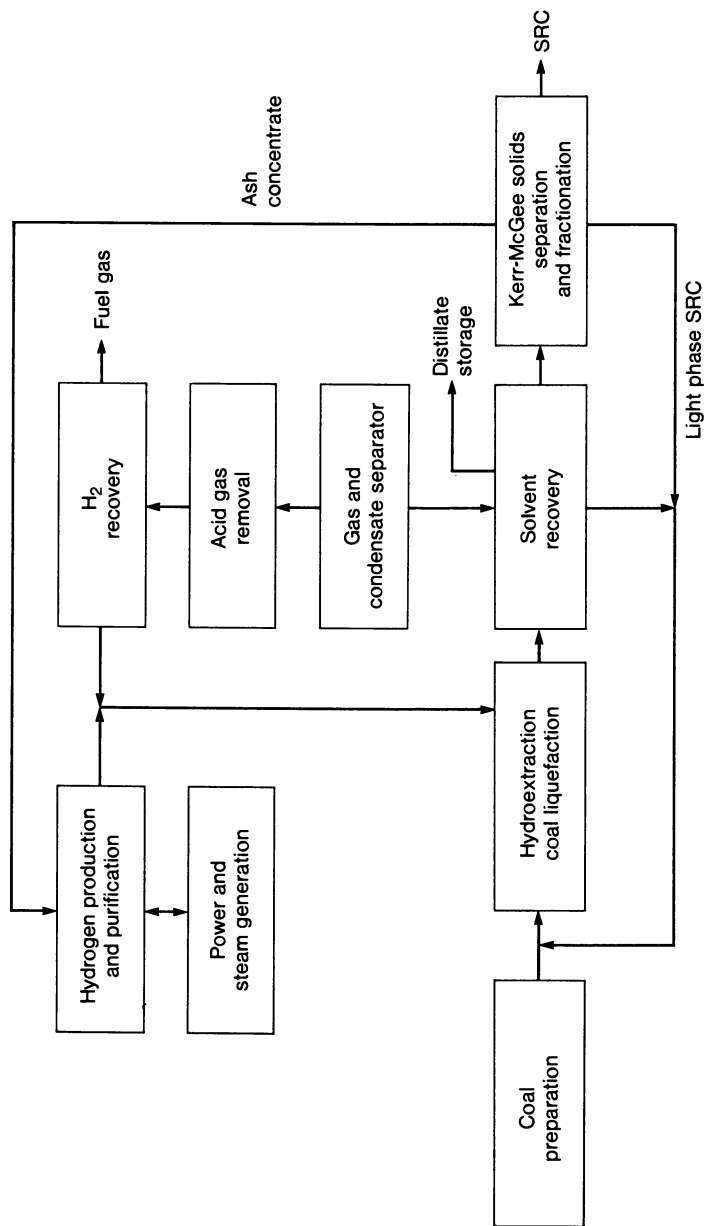 Ash
concentrate
Hydrogen production
and purification
H2
recovery
Fuel gas
Power and
steam generation
Acid gas
removal
Gas and
condensate separator
Distillate
storage
Coal
preparation
Hydroextraction
coal liquefaction
Solvent
recovery
Kerr-McGee solids
separation
and fractionation
SRC
Light phase SRC